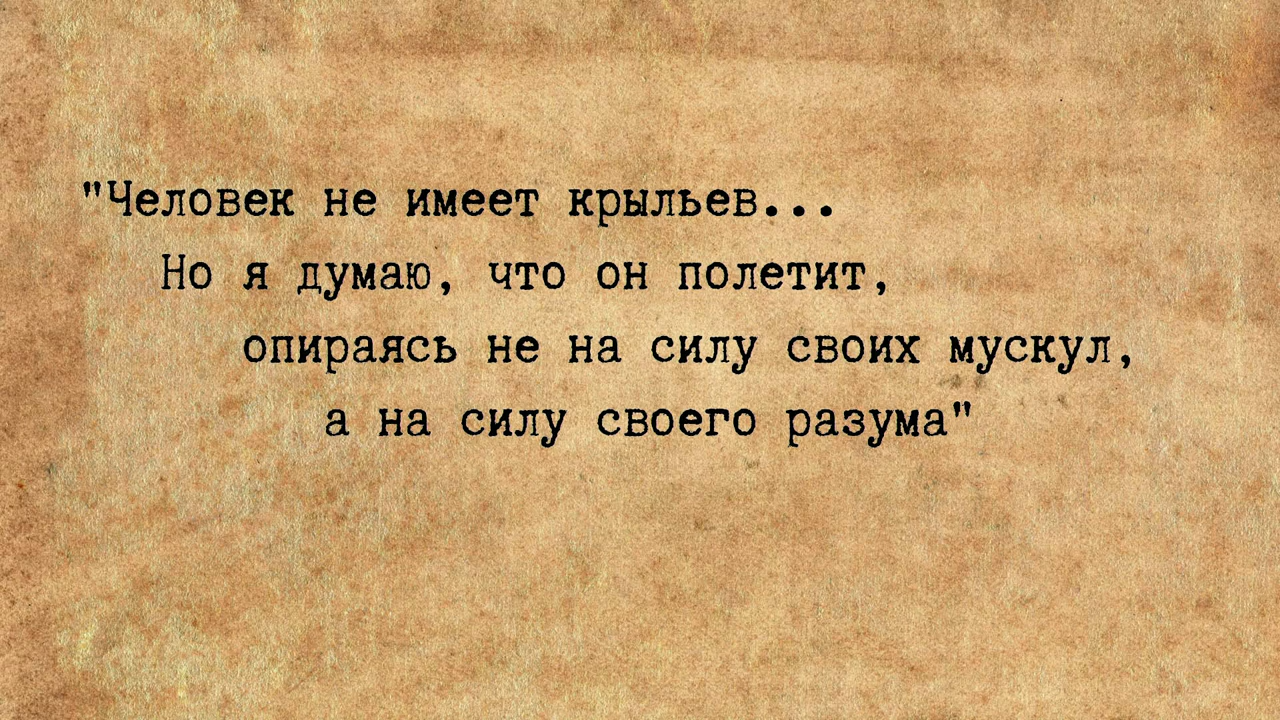 "Человек не имеет крыльев...
Но я думаю, что он полетит,
опираясь не на силу своих мускул,
а на силу своего разума"